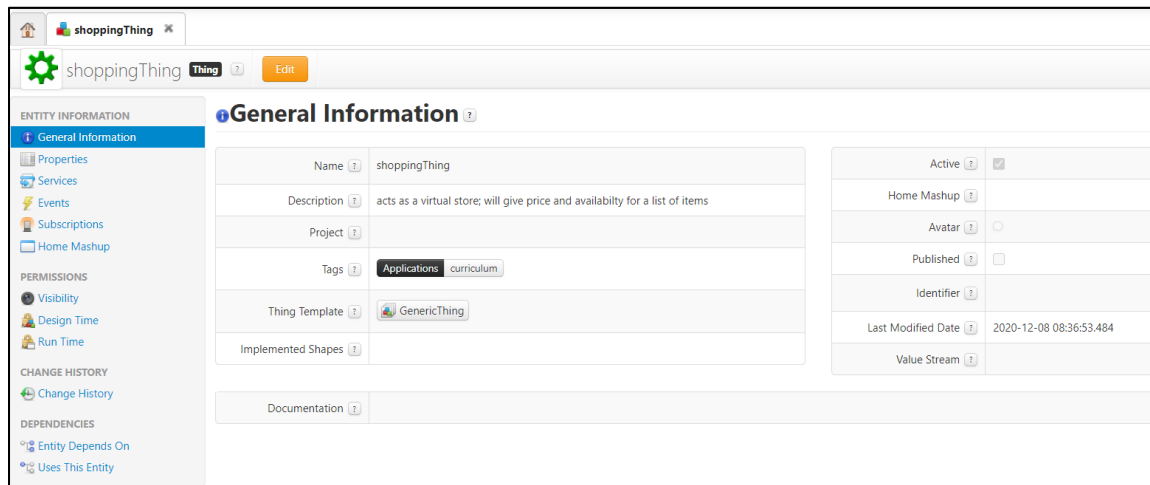 shoppingThing
shoppingThing Thing ? Edit
ENTITY INFORMATION
General Information
Properties
Services
Events
Subscriptions
Home Mashup
PERMISSIONS
Visibility
Design Time
Run Time
CHANGE HISTORY
Change History
DEPENDENCIES
Entity Depends On
Uses This Entity
General Information ?
Name ? shoppingThing
Description ? acts as a virtual store; will give price and availabilty for a list of items
Project ?
Tags ? Applications curriculum
Thing Template ? GenericThing
Implemented Shapes ?
Documentation ?
Active ?
Home Mashup ?
Avatar ?
Published ?
Identifier ?
Last Modified Date ? 2020-12-08 08:36:53.484
Value Stream ?